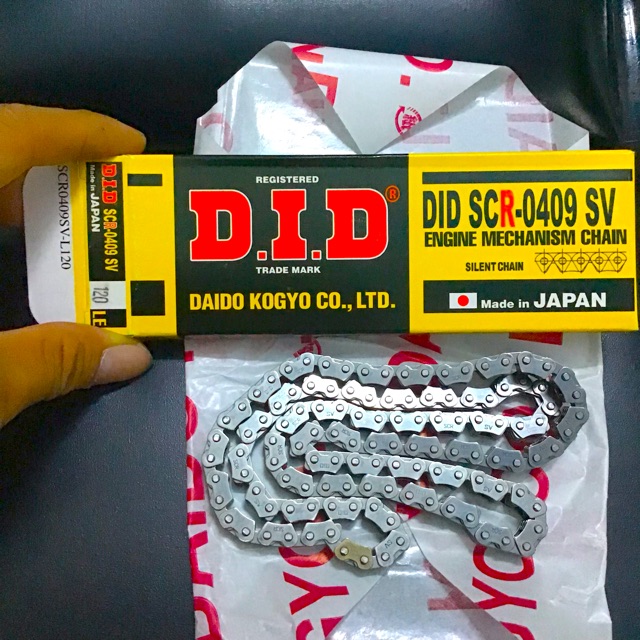 REGISTERED
D.I.D®
TRADE MARK
DAIDO KOGYO CO., LTD.
DID SCR-0409 SV
ENGINE MECHANISM CHAIN
SILENT CHAIN
Made in JAPAN
D.I.D SCR-0409 SV
Made in JAPAN
120 LE
SCR0409SV-L120